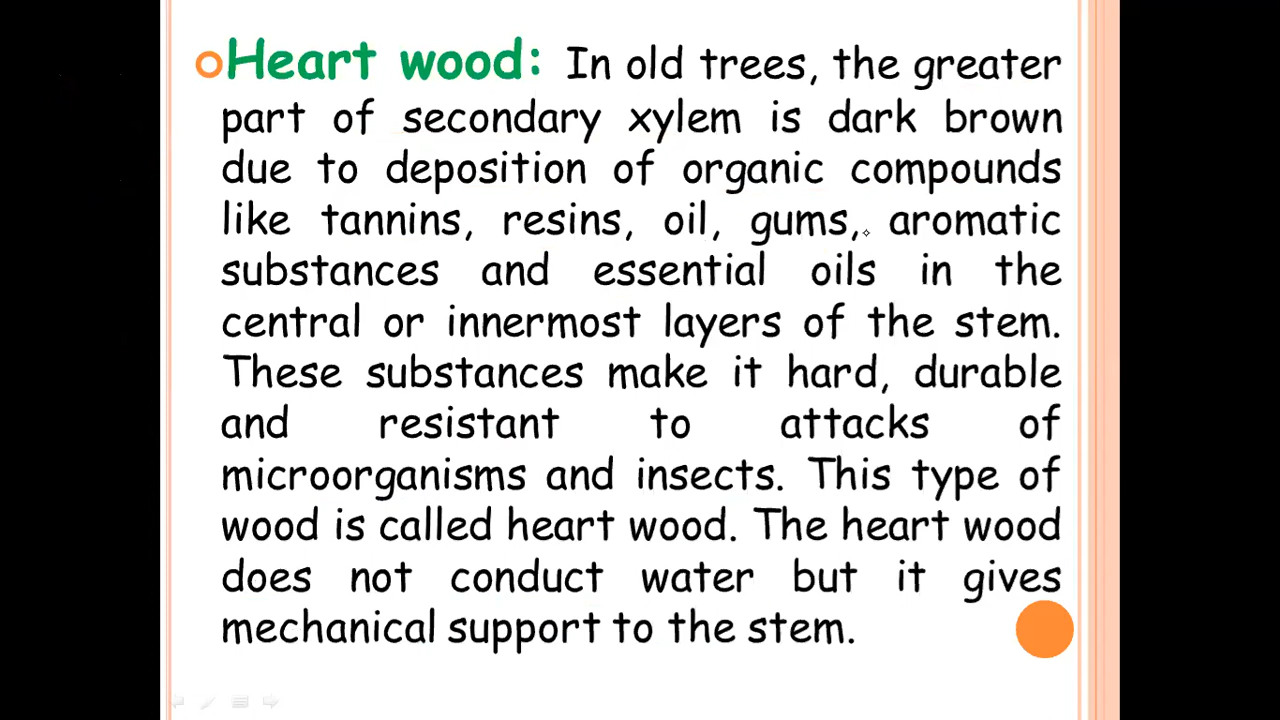 Heart wood: In old trees, the greater
part of secondary xylem is dark brown
due to deposition of organic compounds
like tannins, resins, oil, gums, aromatic
substances and essential oils in the
central or innermost layers of the stem.
These substances make it hard, durable
and resistant to attacks of
microorganisms and insects. This type of
wood is called heart wood. The heart wood
does not conduct water but it gives
mechanical support to the stem.